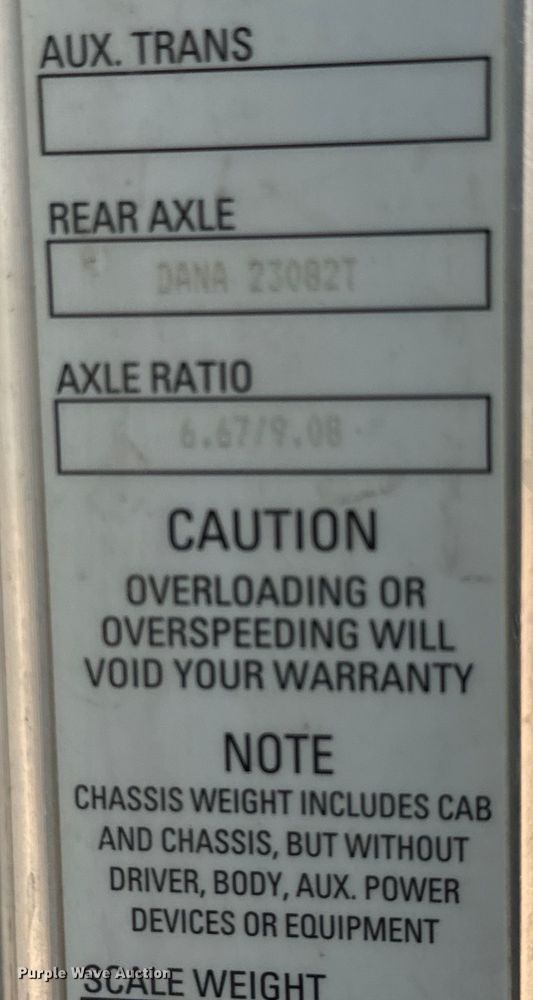 AUX. TRANS
REAR AXLE
DANA 23082T
AXLE RATIO
6.67/9.08
CAUTION
OVERLOADING OR
OVERSPEEDING WILL
VOID YOUR WARRANTY
NOTE
CHASSIS WEIGHT INCLUDES CAB
AND CHASSIS, BUT WITHOUT
DRIVER, BODY, AUX. POWER
DEVICES OR EQUIPMENT
SCALE WEIGHT
Purple Wave Auction